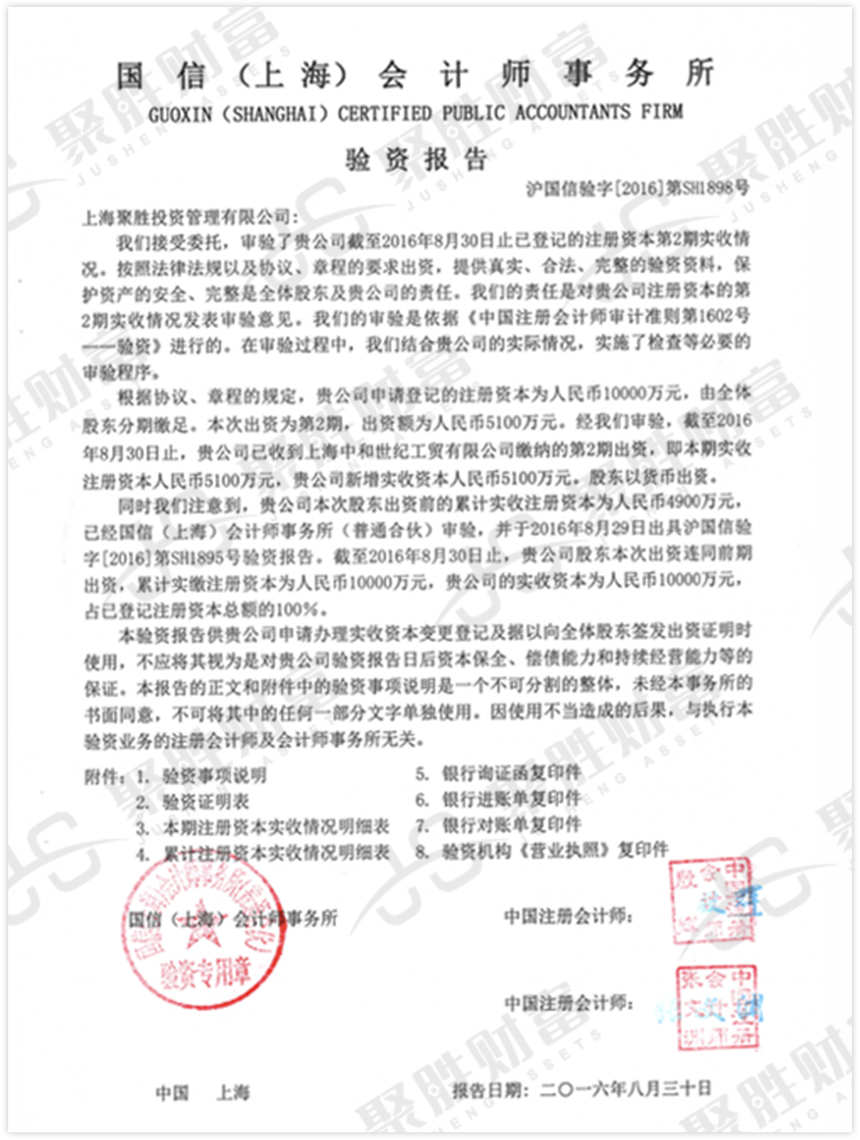 国信（上海）会计师事务所
GUOXIN (SHANGHAI) CERTIFIED PUBLIC ACCOUNTANTS FIRM
验资报告
沪国信验字[2016]第SH1898号
上海聚胜投资管理有限公司：
我们接受委托，审验了贵公司截至2016年8月30日止已登记的注册资本第2期实收情
况。按照法律法规以及协议、章程的要求出资，提供真实、合法、完整的验资资料，保
护资产的安全、完整是全体股东及贵公司的责任。我们的责任是对贵公司注册资本的第
2期实收情况发表审验意见。我们的审验是依据《中国注册会计师审计准则第1602号
——验资》进行的。在审验过程中，我们结合贵公司的实际情况，实施了检查等必要的
审验程序。
根据协议、章程的规定，贵公司申请登记的注册资本为人民币10000万元，由全体
股东分期缴足。本次出资为第2期，出资额为人民币5100万元。经我们审验，截至2016
年8月30日止，贵公司已收到上海中和世纪工贸有限公司缴纳的第2期出资，即本期实收
注册资本人民币5100万元，贵公司新增实收资本人民币5100万元。股东以货币出资。
同时我们注意到，贵公司本次股东出资前的累计实收注册资本为人民币4900万元，
已经国信（上海）会计师事务所（普通合伙）审验，并于2016年8月29日出具沪国信验
字[2016]第SH1895号验资报告。截至2016年8月30日止，贵公司股东本次出资连同前期
出资，累计实缴注册资本为人民币10000万元，贵公司的实收资本为人民币10000万元，
占已登记注册资本总额的100%。
本验资报告供贵公司申请办理实收资本变更登记及据以向全体股东签发出资证明时
使用，不应将其视为是对贵公司验资报告日后资本保全、偿债能力和持续经营能力等的
保证。本报告的正文和附件中的验资事项说明是一个不可分割的整体，未经本事务所的
书面同意，不可将其中的任何一部分文字单独使用。因使用不当造成的后果，与执行本
验资业务的注册会计师及会计师事务所无关。
附件：1. 验资事项说明 5. 银行询证函复印件
2. 验资证明表 6. 银行进账单复印件
3. 本期注册资本实收情况明细表 7. 银行对账单复印件
4. 累计注册资本实收情况明细表 8. 验资机构《营业执照》复印件
国信（上海）会计师事务所 中国注册会计师：
验资专用章
中国注册会计师：
中国 上海 报告日期：二〇一六年八月三十日
聚胜财富
JUSHENG ASSETS